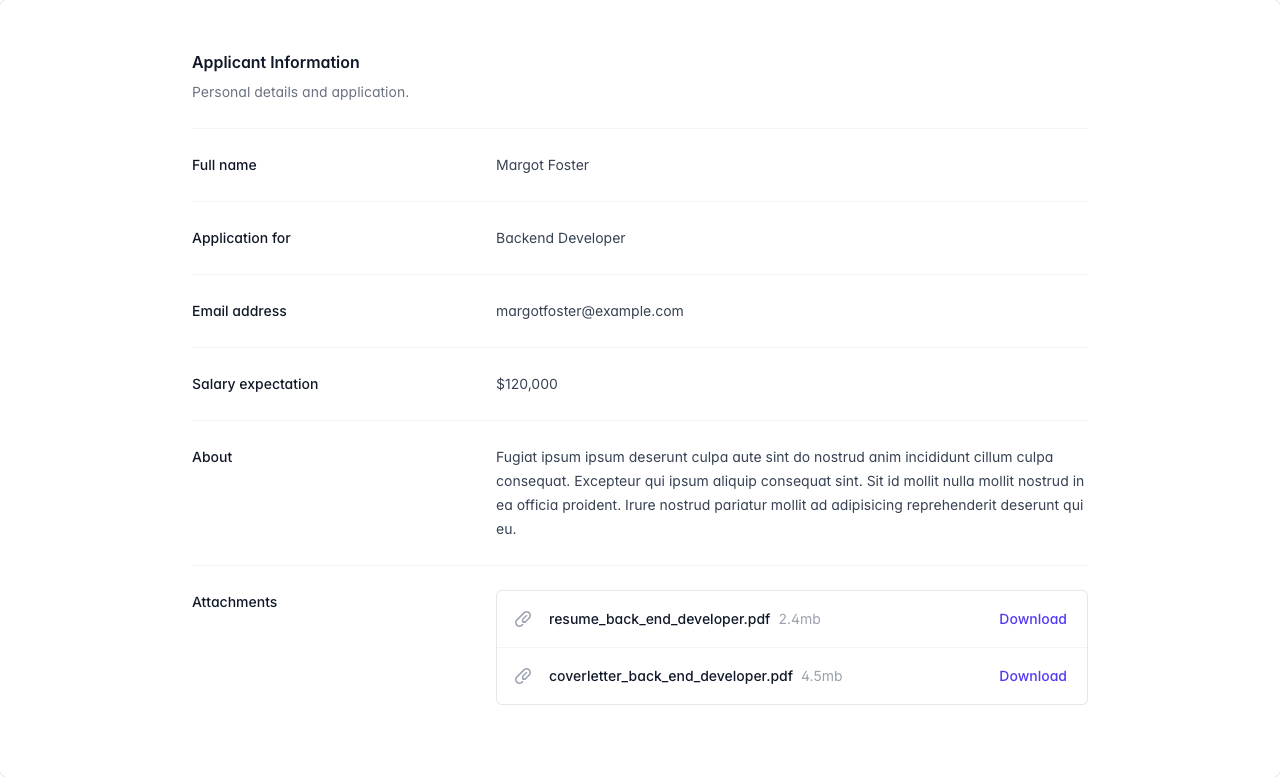 Applicant Information
Personal details and application.
Full name
Margot Foster
Application for
Backend Developer
Email address
margotfoster@example.com
Salary expectation
$120,000
About
Fugiat ipsum ipsum deserunt culpa aute sint do nostrud anim incididunt cillum culpa
consequat. Excepteur qui ipsum aliquip consequat sint. Sit id mollit nulla mollit nostrud in
ea officia proident. Irure nostrud pariatur mollit ad adipisicing reprehenderit deserunt qui
eu.
Attachments
resume_back_end_developer.pdf 2.4mb Download
coverletter_back_end_developer.pdf 4.5mb Download